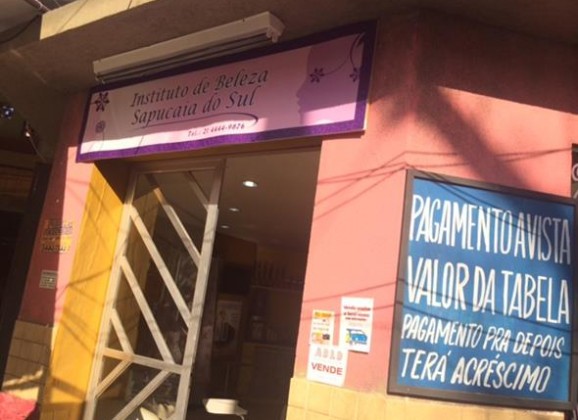 Instituto de Beleza
Sapucaia do Sul
PAGAMENTO AVISTA
VALOR DA TABELA
PAGAMENTO PRA DEPOIS
TERÁ ACRÉSCIMO
VENDE